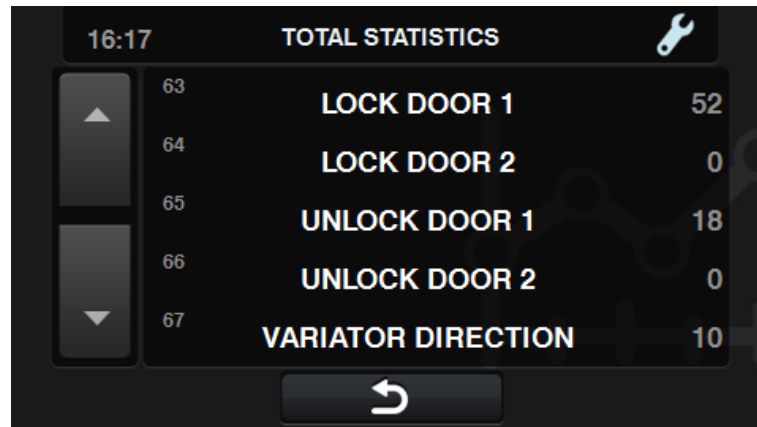 16:17 TOTAL STATISTICS
63 LOCK DOOR 1 52
64 LOCK DOOR 2 0
65 UNLOCK DOOR 1 18
66 UNLOCK DOOR 2 0
67 VARIATOR DIRECTION 10